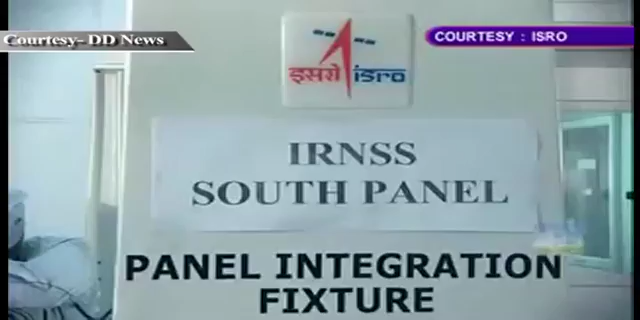 Courtesy- DD News
COURTESY : ISRO
इसरो isro
IRNSS
SOUTH PANEL
PANEL INTEGRATION
FIXTURE